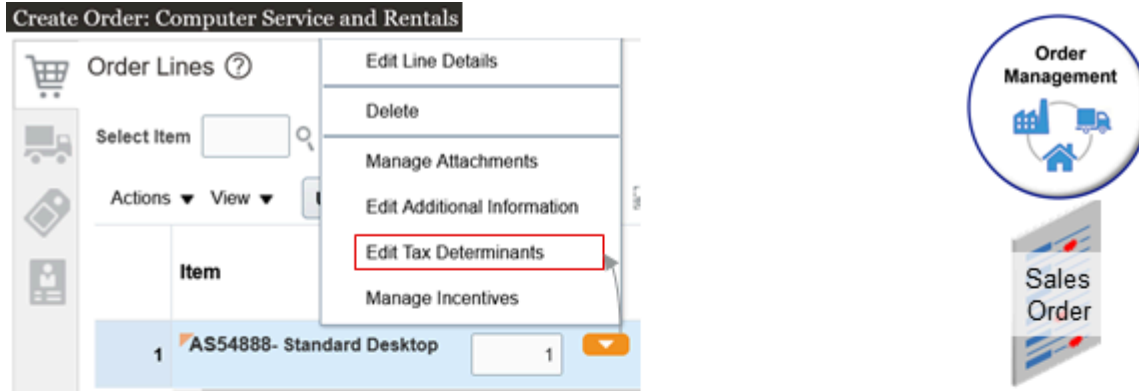 Create Order: Computer Service and Rentals
Order Lines ?
Select Item
Actions View
Item
1 AS54888- Standard Desktop 1
Edit Line Details
Delete
Manage Attachments
Edit Additional Information
Edit Tax Determinants
Manage Incentives
Order
Management
Sales
Order